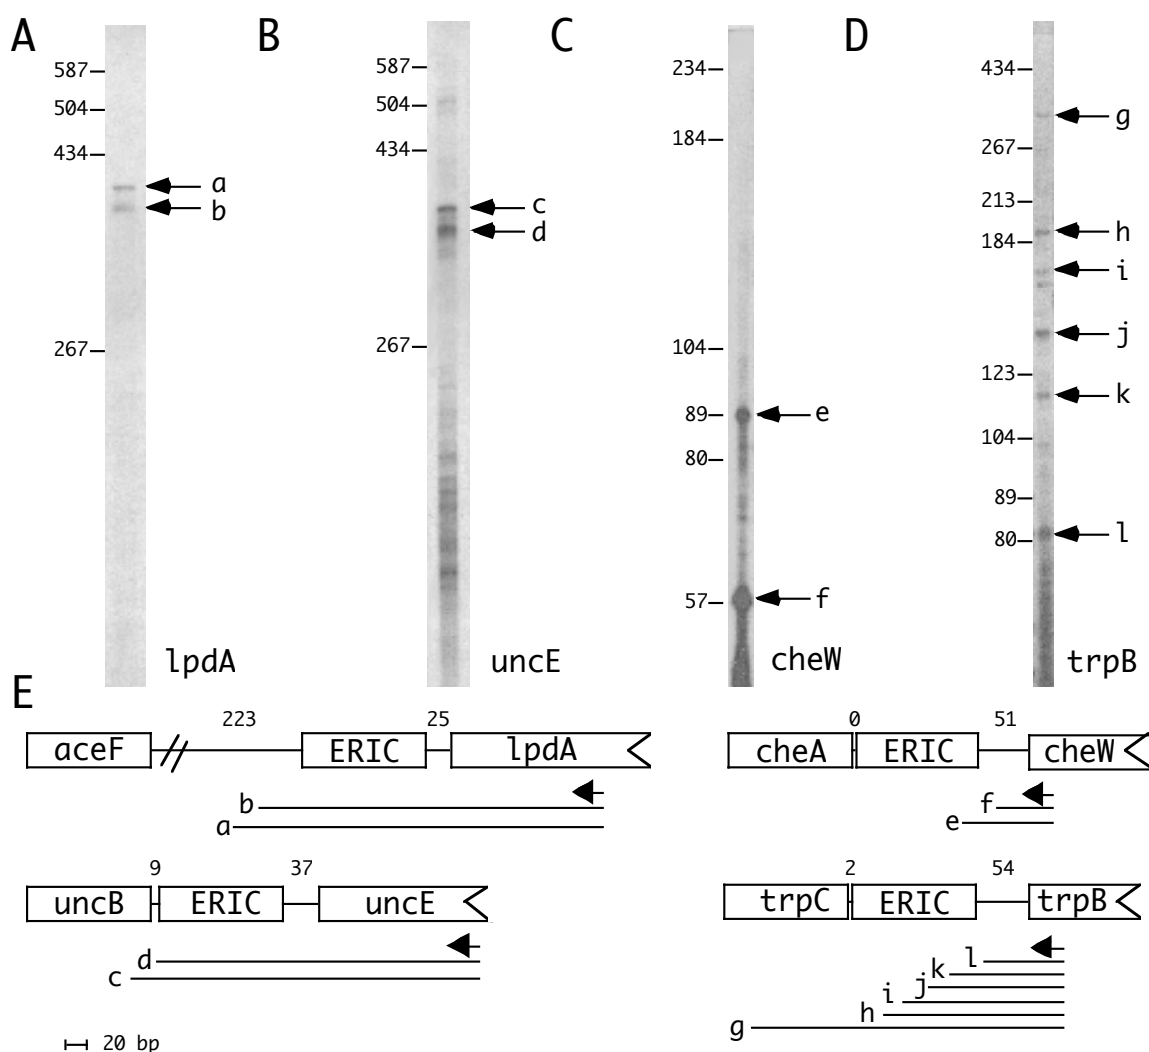 A
B
C
D
587
504
434
267
a
b
lpdA
587
504
434
267
c
d
uncE
234
184
104
89
80
57
e
f
cheW
434
267
213
184
123
104
89
80
g
h
i
j
k
l
trpB
E
223 25
aceF ERIC lpdA
b
a
0 51
cheA ERIC cheW
f
e
9 37
uncB ERIC uncE
d
c
2 54
trpC ERIC trpB
l
k
j
i
h
g
20 bp